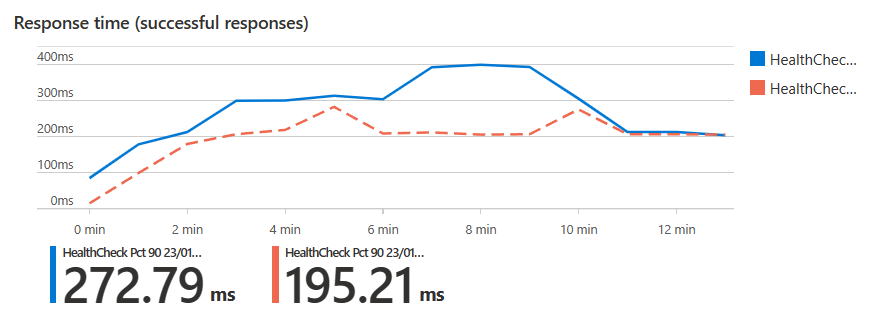 Response time (successful responses)
400ms
300ms
200ms
100ms
0ms
0 min
2 min
4 min
6 min
8 min
10 min
12 min
HealthChec...
HealthChec...
HealthCheck Pct 90 23/01...
272.79 ms
HealthCheck Pct 90 23/01...
195.21 ms